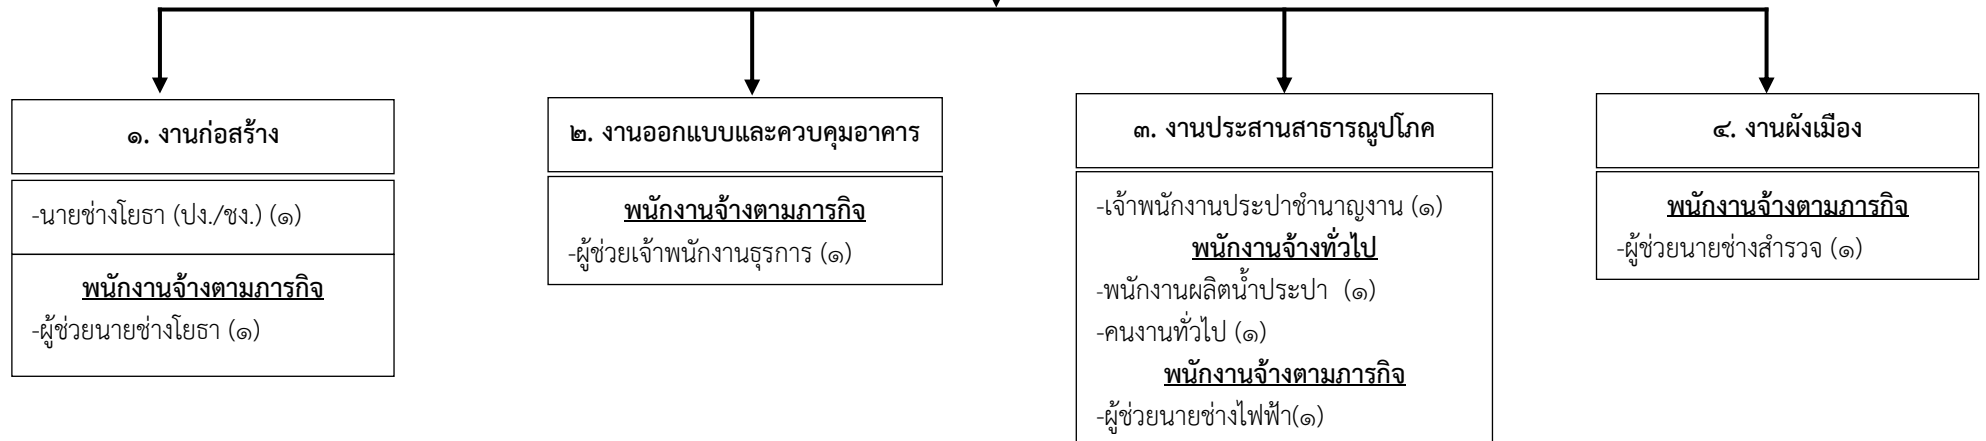 ๑. งานก่อสร้าง
-นายช่างโยธา (ปง./ชง.) (๑)
พนักงานจ้างตามภารกิจ
-ผู้ช่วยนายช่างโยธา (๑)
๒. งานออกแบบและควบคุมอาคาร
พนักงานจ้างตามภารกิจ
-ผู้ช่วยเจ้าพนักงานธุรการ (๑)
๓. งานประสานสาธารณูปโภค
-เจ้าพนักงานประปาชำนาญงาน (๑)
พนักงานจ้างทั่วไป
-พนักงานผลิตน้ำประปา (๑)
-คนงานทั่วไป (๑)
พนักงานจ้างตามภารกิจ
-ผู้ช่วยนายช่างไฟฟ้า(๑)
๔. งานผังเมือง
พนักงานจ้างตามภารกิจ
-ผู้ช่วยนายช่างสำรวจ (๑)